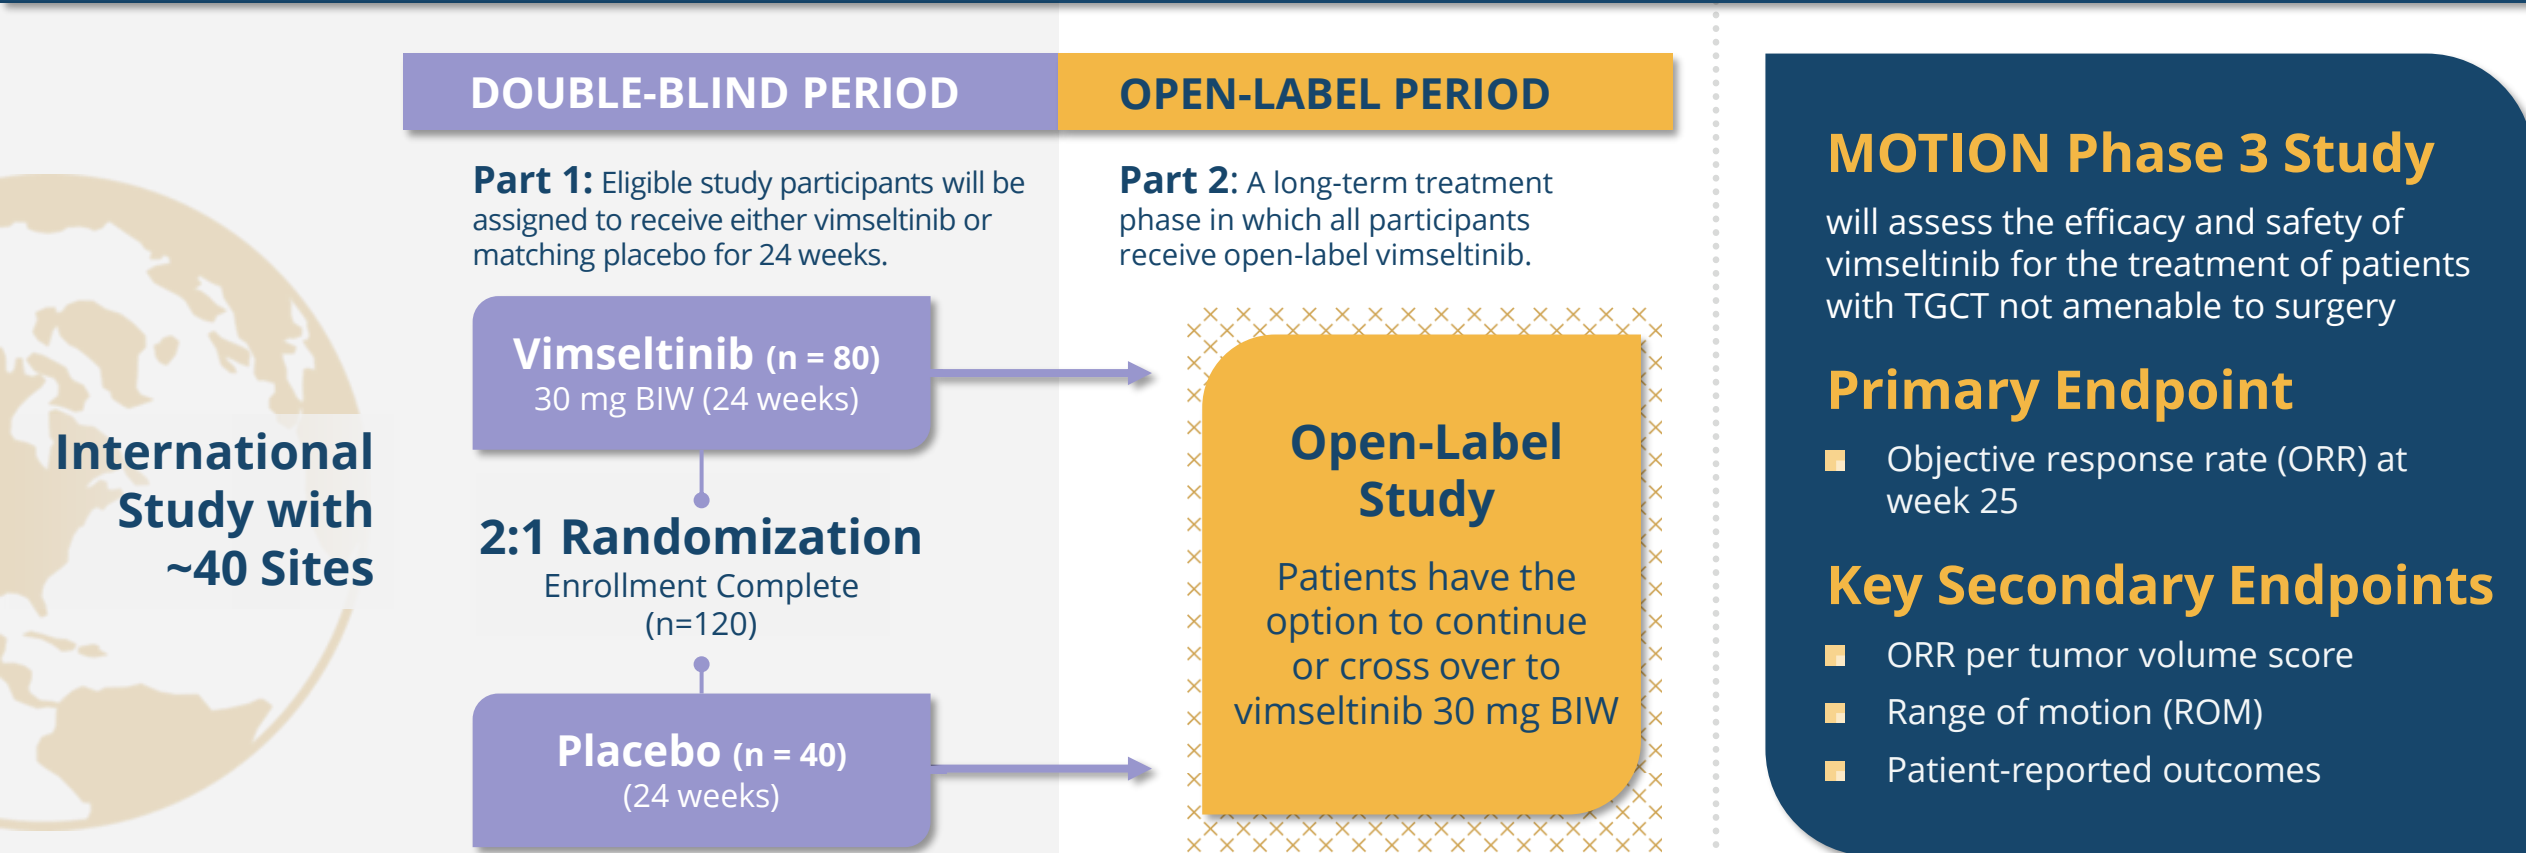 DOUBLE-BLIND PERIOD
OPEN-LABEL PERIOD
Part 1: Eligible study participants will be
assigned to receive either vimseltinib or
matching placebo for 24 weeks.
Part 2: A long-term treatment
phase in which all participants
receive open-label vimseltinib.
International
Study with
~40 Sites
Vimseltinib (n = 80)
30 mg BIW (24 weeks)
2:1 Randomization
Enrollment Complete
(n=120)
Placebo (n = 40)
(24 weeks)
Open-Label
Study
Patients have the
option to continue
or cross over to
vimseltinib 30 mg BIW
MOTION Phase 3 Study
will assess the efficacy and safety of
vimseltinib for the treatment of patients
with TGCT not amenable to surgery
Primary Endpoint
Objective response rate (ORR) at
week 25
Key Secondary Endpoints
ORR per tumor volume score
Range of motion (ROM)
Patient-reported outcomes